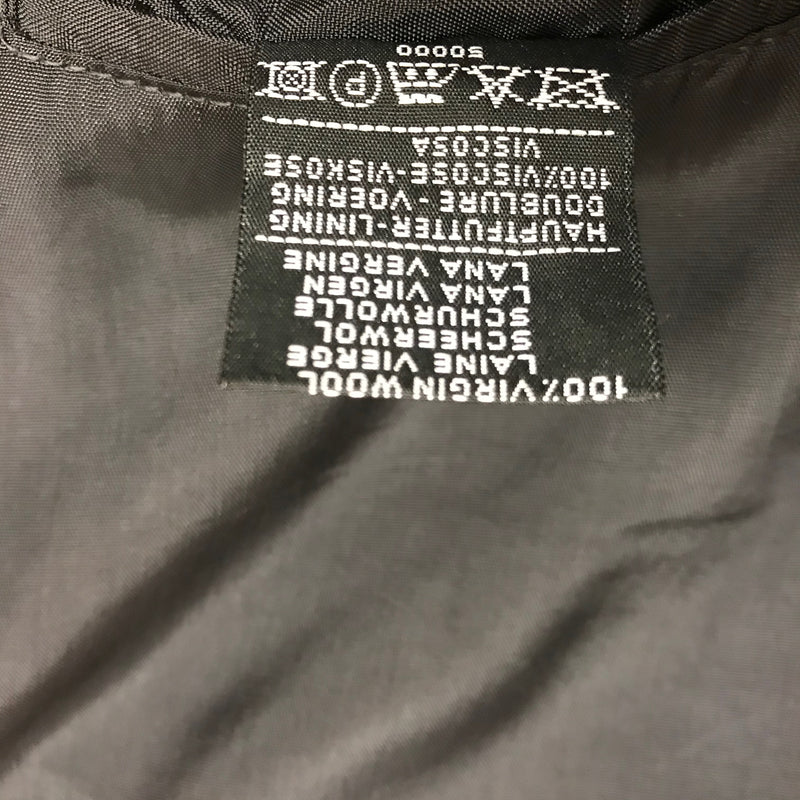 100%VIRGIN WOOL
LAINE VIERGE
SCHEERWOL
SCHURWOLLE
LANA VIRGEN
LANA VERGINE
HAUPTFUTTER-LINING
DOUBLURE - VOERING
100%VISCOSE-VISKOSE
VISCOSA
P
50000